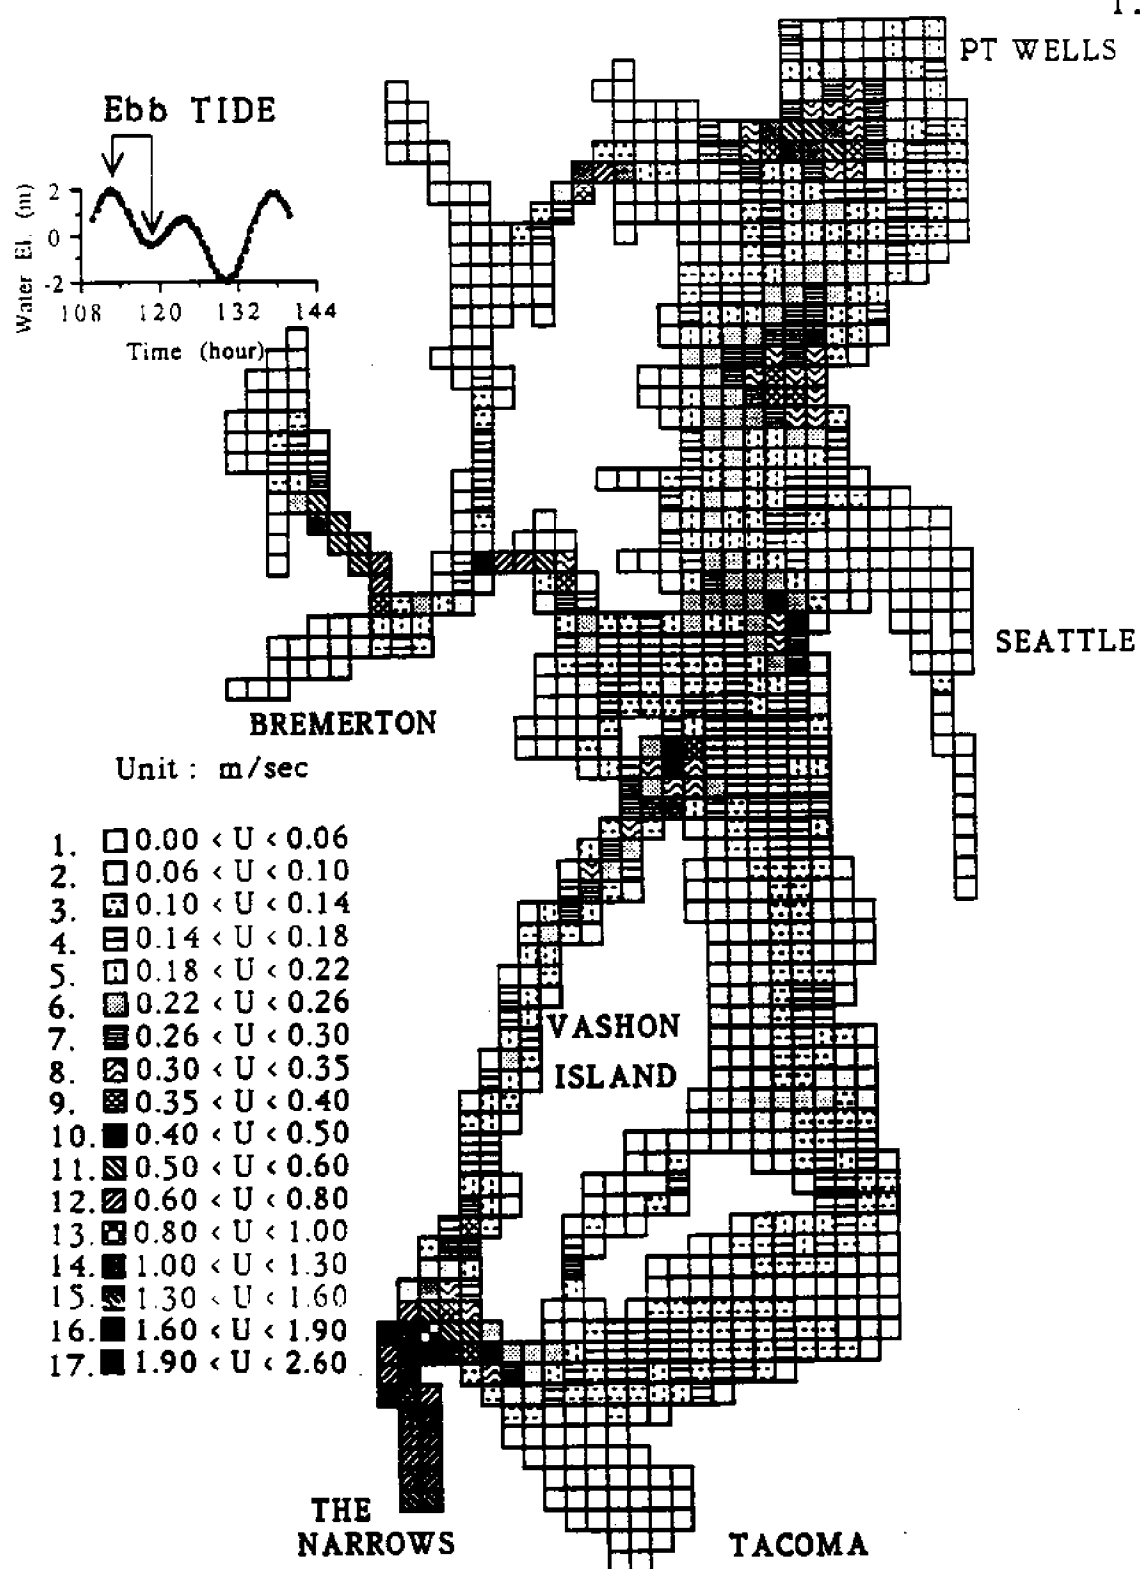 1.
PT WELLS
Ebb TIDE
Water El. (m)
2
0
-2
108 120 132 144
Time (hour)
SEATTLE
BREMERTON
Unit : m/sec
1. 0.00 < U < 0.06
2. 0.06 < U < 0.10
3. 0.10 < U < 0.14
4. 0.14 < U < 0.18
5. 0.18 < U < 0.22
6. 0.22 < U < 0.26
7. 0.26 < U < 0.30
8. 0.30 < U < 0.35
9. 0.35 < U < 0.40
10. 0.40 < U < 0.50
11. 0.50 < U < 0.60
12. 0.60 < U < 0.80
13. 0.80 < U < 1.00
14. 1.00 < U < 1.30
15. 1.30 < U < 1.60
16. 1.60 < U < 1.90
17. 1.90 < U < 2.60
VASHON
ISLAND
THE
NARROWS
TACOMA